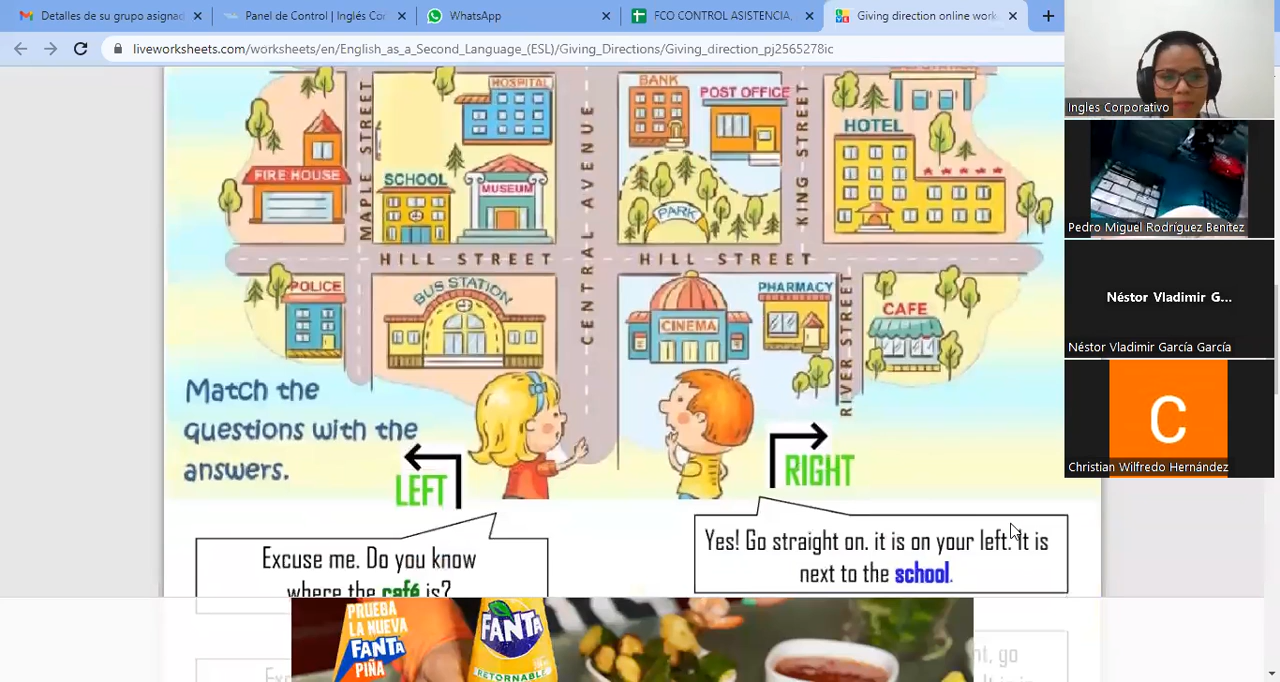 Detalles de su grupo asignad
Panel de Control | Inglés Cor
WhatsApp
FCO CONTROL ASISTENCIA,
Giving direction online work
liveworksheets.com/worksheets/en/English_as_a_Second_Language_(ESL)/Giving_Directions/Giving_direction_pj2565278ic
Ingles Corporativo
Pedro Miguel Rodríguez Benitez
Néstor Vladimir G...
Néstor Vladimir García García
C
Christian Wilfredo Hernández
HOSPITAL
BANK
POST OFFICE
HOTEL
FIRE HOUSE
MAPLE STREET
SCHOOL
MUSEUM
CENTRAL AVENUE
PARK
KING STREET
HILL STREET
HILL STREET
POLICE
BUS STATION
CINEMA
PHARMACY
RIVER STREET
CAFE
Match the
questions with the
answers.
LEFT
RIGHT
Excuse me. Do you know
where the café is?
Yes! Go straight on. it is on your left. It is
next to the school.
PRUEBA
LA NUEVA
FANTA
PIÑA
FANTA
RETORNABLE